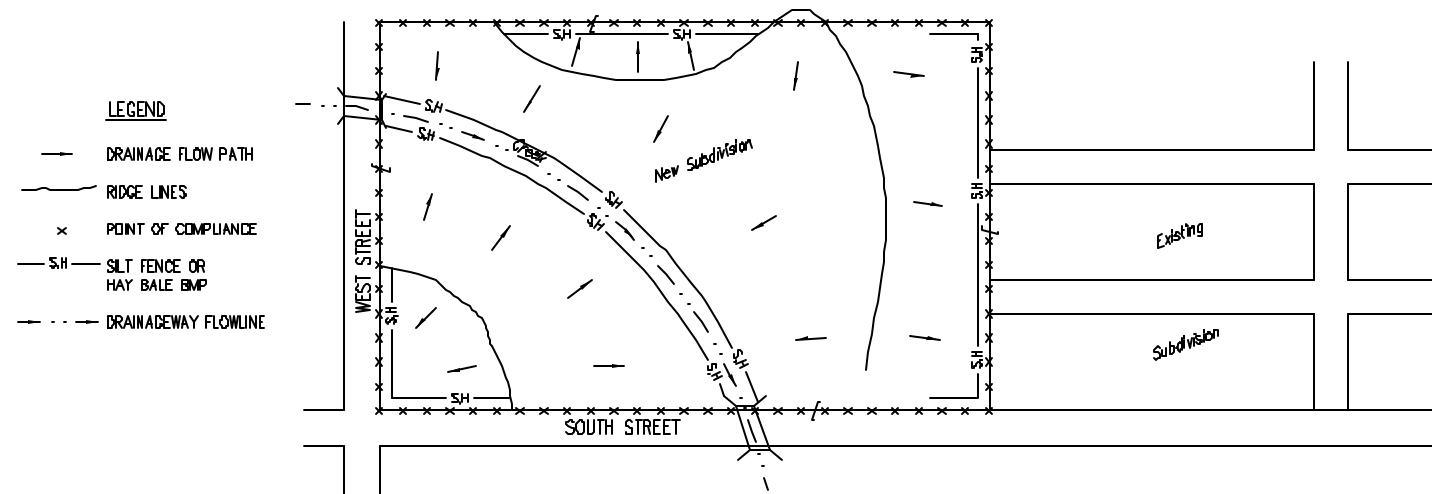 LEGEND
DRAINAGE FLOW PATH
RIDGE LINES
POINT OF COMPLIANCE
S.H
SILT FENCE OR
HAY BALE BMP
DRAINAGEWAY FLOWLINE
S.H
S.H
S.H
S.H
S.H
Creek
New Subdivision
S.H
S.H
S.H
WEST STREET
Existing
S.H
Subdivision
S.H
S.H
S.H
S.H
SOUTH STREET